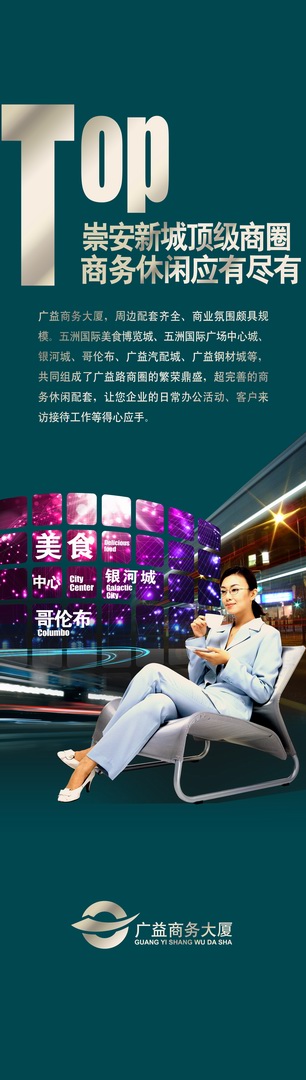 Top
崇安新城顶级商圈
商务休闲应有尽有
广益商务大厦，周边配套齐全、商业氛围颇具规
模。五洲国际美食博览城、五洲国际广场中心城、
银河城、哥伦布、广益汽配城、广益钢材城等，
共同组成了广益路商圈的繁荣鼎盛，超完善的商
务休闲配套，让您企业的日常办公活动、客户来
访接待工作等得心应手。
美食
Delicious
food
中心
City
Center
银河城
Galactic
City
哥伦布
Columbo
广益商务大厦
GUANG YI SHANG WU DA SHA